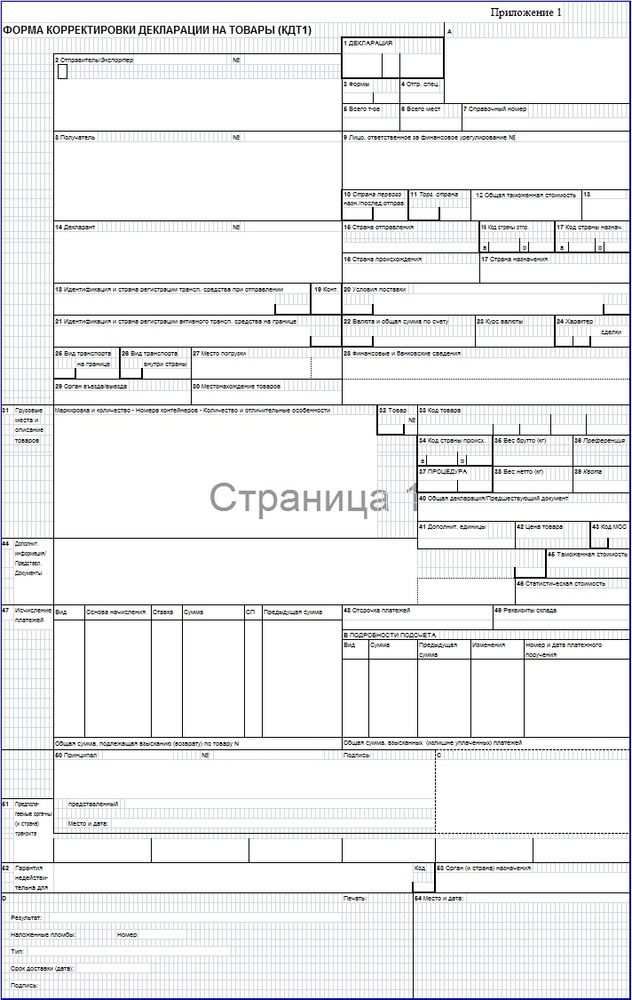 Приложение 1
ФОРМА КОРРЕКТИРОВКИ ДЕКЛАРАЦИИ НА ТОВАРЫ (КДТ1)
A
1 ДЕКЛАРАЦИЯ
2 Отправитель/Экспортер №
3 Формы 4 Отгр. спец.
5 Всего т-ов 6 Всего мест 7 Справочный номер
8 Получатель № 9 Лицо, ответственное за финансовое урегулирование №
10 Страна первого 11 Торг. страна 12 Общая таможенная стоимость 13
назн./послед.отправ
14 Декларант № 15 Страна отправления 15 Код страны отпр. 17 Код страны назнач.
a b a b
16 Страна происхождения 17 Страна назначения
18 Идентификация и страна регистрации трансп. средства при отправлении 19 Конт. 20 Условия поставки
21 Идентификация и страна регистрации активного трансп. средства на границе 22 Валюта и общая сумма по счету 23 Курс валюты 24 Характер
сделки
25 Вид транспорта 26 Вид транспорта 27 Место погрузки 28 Финансовые и банковские сведения
на границе внутри страны
29 Орган въезда/выезда 30 Местонахождение товаров
31 Грузовые Маркировка и количество - Номера контейнеров - Количество и отличительные особенности 32 Товар 33 Код товара
места и №
описание
товаров 34 Код страны происх. 35 Вес брутто (кг) 36 Преференция
a b
37 ПРОЦЕДУРА 38 Вес нетто (кг) 39 Квота
Страница 1
40 Общая декларация/Предшествующий документ
41 Дополнит. единицы 42 Цена товара 43 Код МОС
44 Дополнит.
информация/ 45 Таможенная стоимость
Представл.
Документы
46 Статистическая стоимость
47 Исчисление Вид Основа начисления Ставка Сумма СП Предыдущая сумма 48 Отсрочка платежей 49 Реквизиты склада
платежей
В ПОДРОБНОСТИ ПОДСЧЕТА
Вид Сумма Предыдущая Изменения Номер и дата платежного
сумма поручения
Общая сумма, подлежащая взысканию (возврату) по товару N Общая сумма, взысканных (излишне уплаченных) платежей
50 Принципал № Подпись: C
51 Предпола- представленный
гаемые орга-ны
(и страна) Место и дата:
транзита
52 Гарантия Код 53 Орган (и страна) назначения
недействи-
тельна для
D Печать: 54 Место и дата:
Результат:
Наложенные пломбы: Номер:
Тип:
Срок доставки (дата):
Подпись: